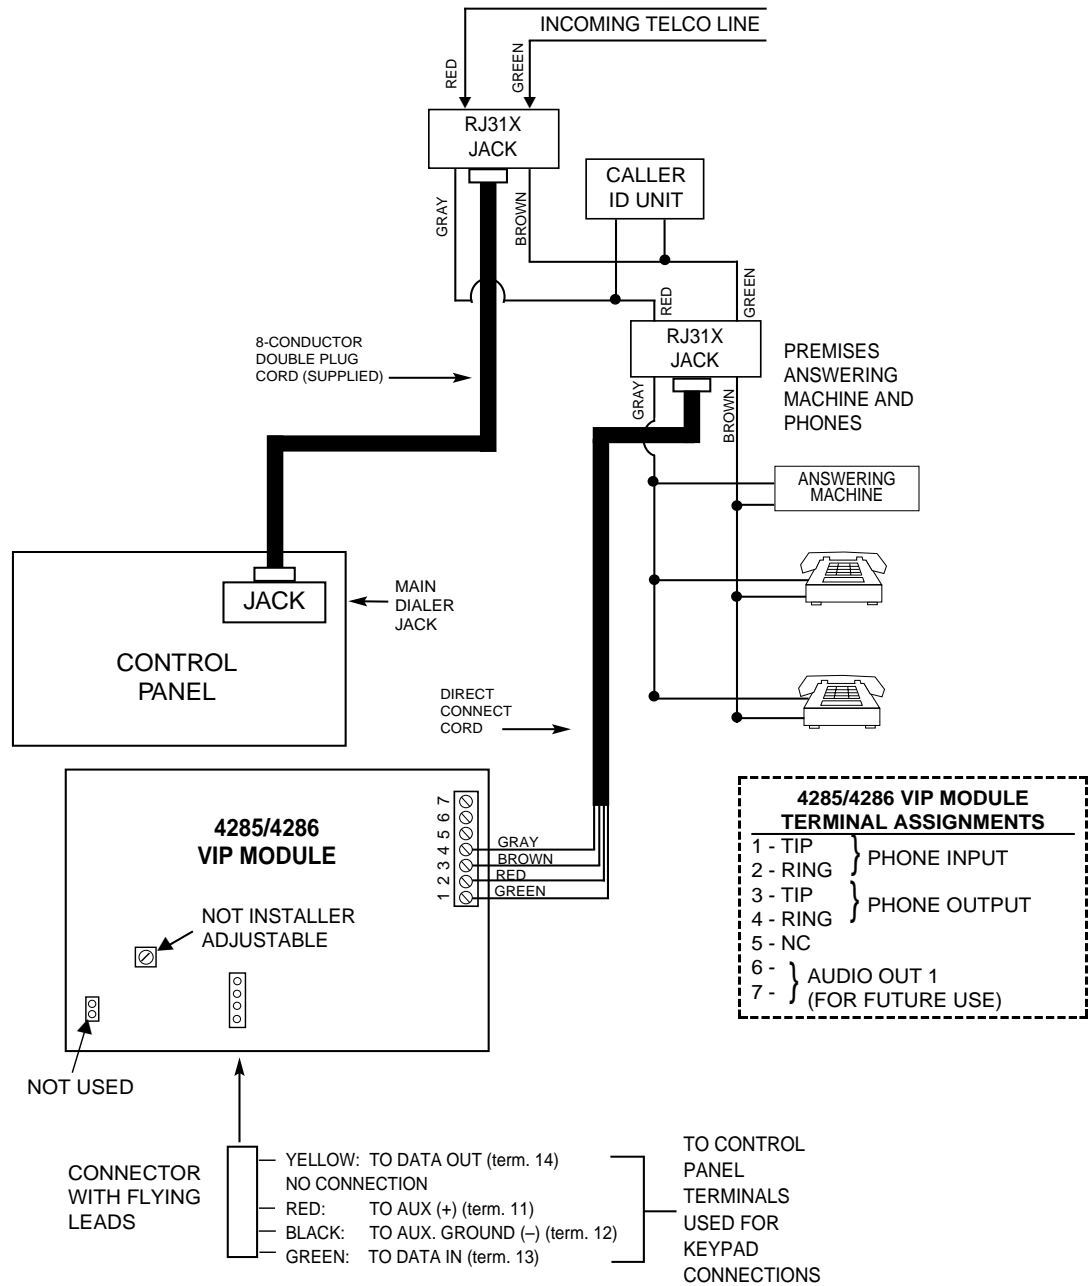 INCOMING TELCO LINE
RED
GREEN
RJ31X
JACK
GRAY
BROWN
CALLER
ID UNIT
RED
GREEN
RJ31X
JACK
GRAY
BROWN
PREMISES
ANSWERING
MACHINE AND
PHONES
8-CONDUCTOR
DOUBLE PLUG
CORD (SUPPLIED)
ANSWERING
MACHINE
JACK
MAIN
DIALER
JACK
CONTROL
PANEL
DIRECT
CONNECT
CORD
4285/4286
VIP MODULE
7
6
5
4
3
2
1
GRAY
BROWN
RED
GREEN
NOT INSTALLER
ADJUSTABLE
NOT USED
4285/4286 VIP MODULE
TERMINAL ASSIGNMENTS
1 - TIP
2 - RING
PHONE INPUT
3 - TIP
4 - RING
PHONE OUTPUT
5 - NC
6 -
7 -
AUDIO OUT 1
(FOR FUTURE USE)
CONNECTOR
WITH FLYING
LEADS
YELLOW: TO DATA OUT (term. 14)
NO CONNECTION
RED: TO AUX (+) (term. 11)
BLACK: TO AUX. GROUND (–) (term. 12)
GREEN: TO DATA IN (term. 13)
TO CONTROL
PANEL
TERMINALS
USED FOR
KEYPAD
CONNECTIONS